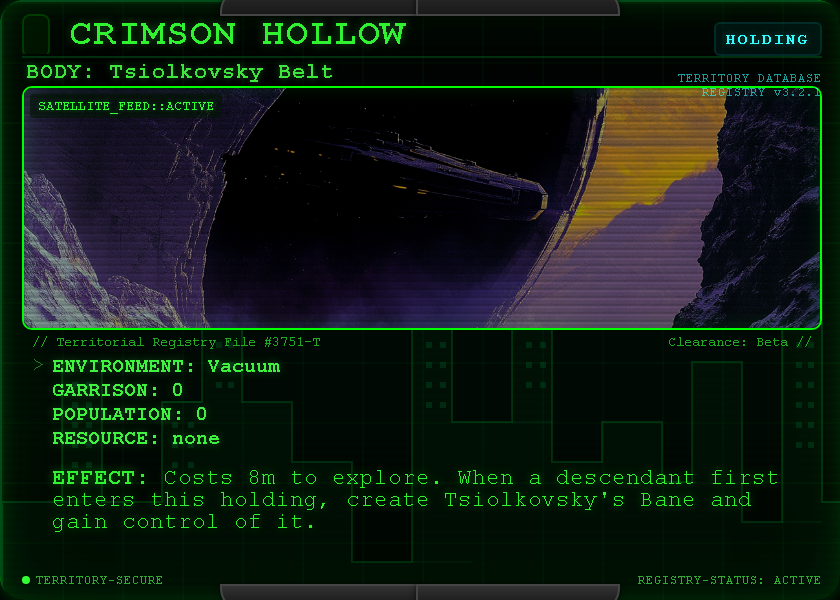 CRIMSON HOLLOW
HOLDING
BODY: Tsiolkovsky Belt
TERRITORY DATABASE
REGISTRY v3.2.1
SATELLITE_FEED::ACTIVE
// Territorial Registry File #3751-T
Clearance: Beta //
> ENVIRONMENT: Vacuum
GARRISON: 0
POPULATION: 0
RESOURCE: none
EFFECT: Costs 8m to explore. When a descendant first
enters this holding, create Tsiolkovsky's Bane and
gain control of it.
TERRITORY-SECURE
REGISTRY-STATUS: ACTIVE